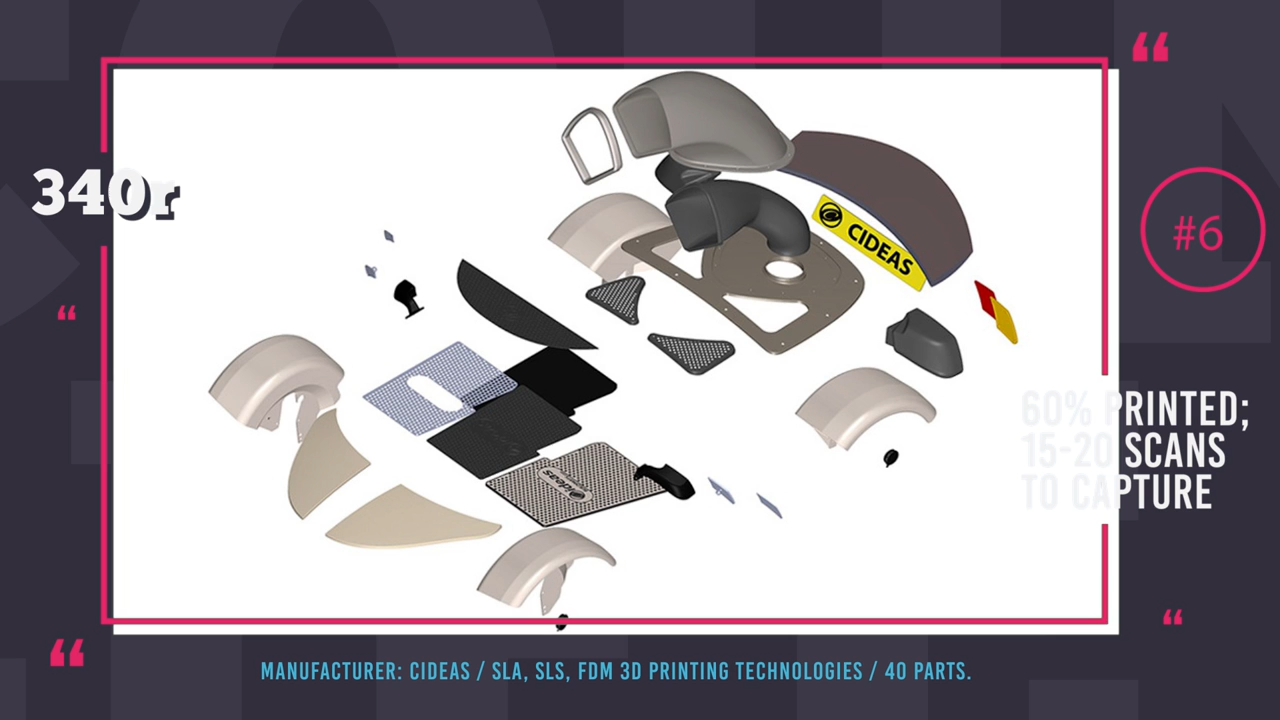 340r
#6
CIDEAS
60% PRINTED;
15-20 SCANS
TO CAPTURE
cideas
MANUFACTURER: CIDEAS / SLA, SLS, FDM 3D PRINTING TECHNOLOGIES / 40 PARTS.